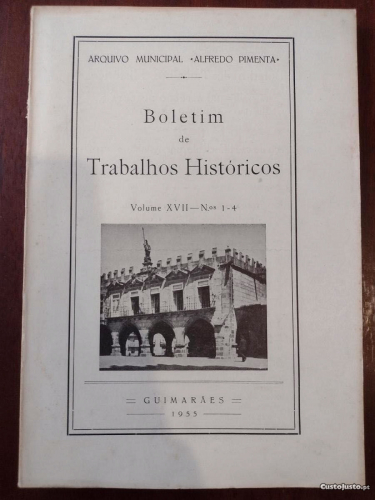 ARQUIVO MUNICIPAL «ALFREDO PIMENTA»
Boletim
de
Trabalhos Históricos
Volume XVII — N.os 1-4
GUIMARÃES
1955
CustoJusto.pt